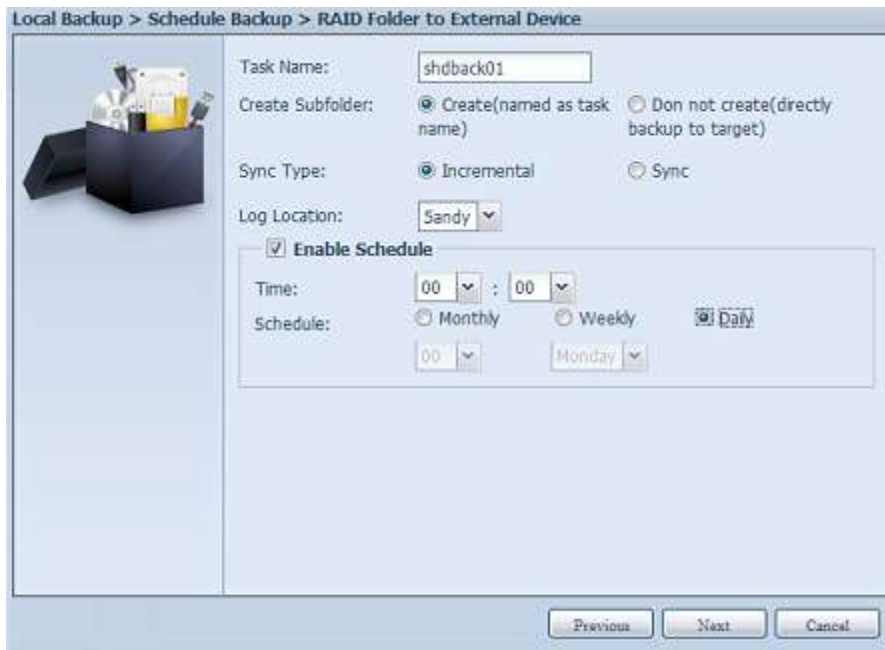 Local Backup > Schedule Backup > RAID Folder to External Device
Task Name: shdback01
Create Subfolder: Create(named as task name) Don not create(directly backup to target)
Sync Type: Incremental Sync
Log Location: Sandy
Enable Schedule
Time: 00 : 00
Schedule: Monthly Weekly Daily
00 Monday
Previous Next Cancel